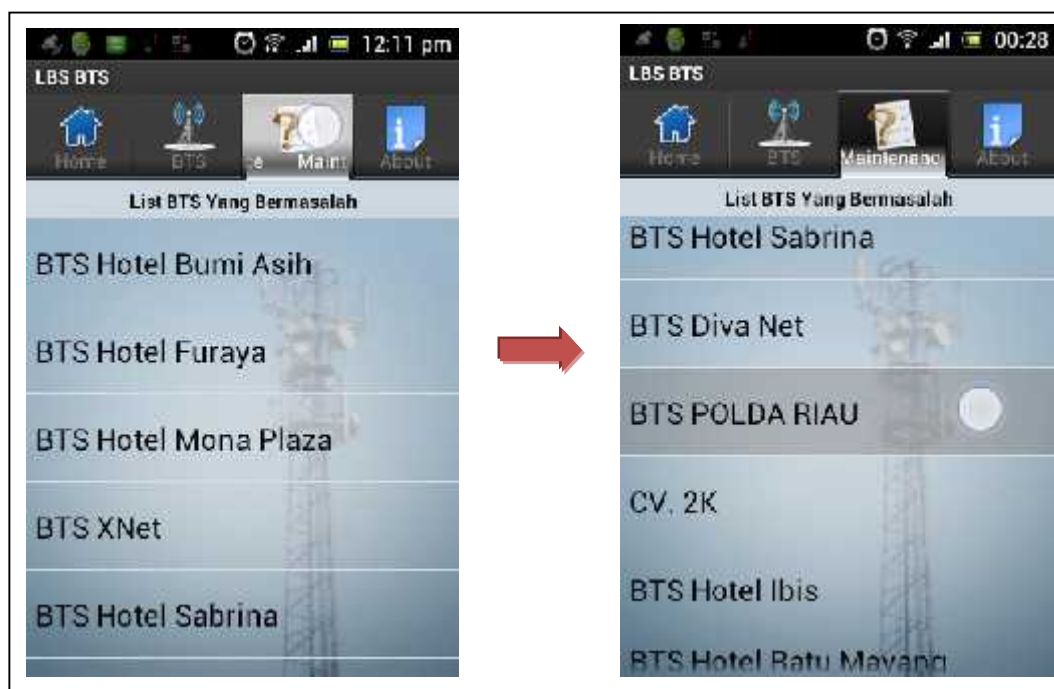 12:11 pm
LBS BTS
Home BTS ce Maint About
List BTS Yang Bermasalah
BTS Hotel Bumi Asih
BTS Hotel Furaya
BTS Hotel Mona Plaza
BTS XNet
BTS Hotel Sabrina
00:28
LBS BTS
Home BTS Maintenanc About
List BTS Yang Bermasalah
BTS Hotel Sabrina
BTS Diva Net
BTS POLDA RIAU
CV. 2K
BTS Hotel Ibis
BTS Hotel Ratu Mayang